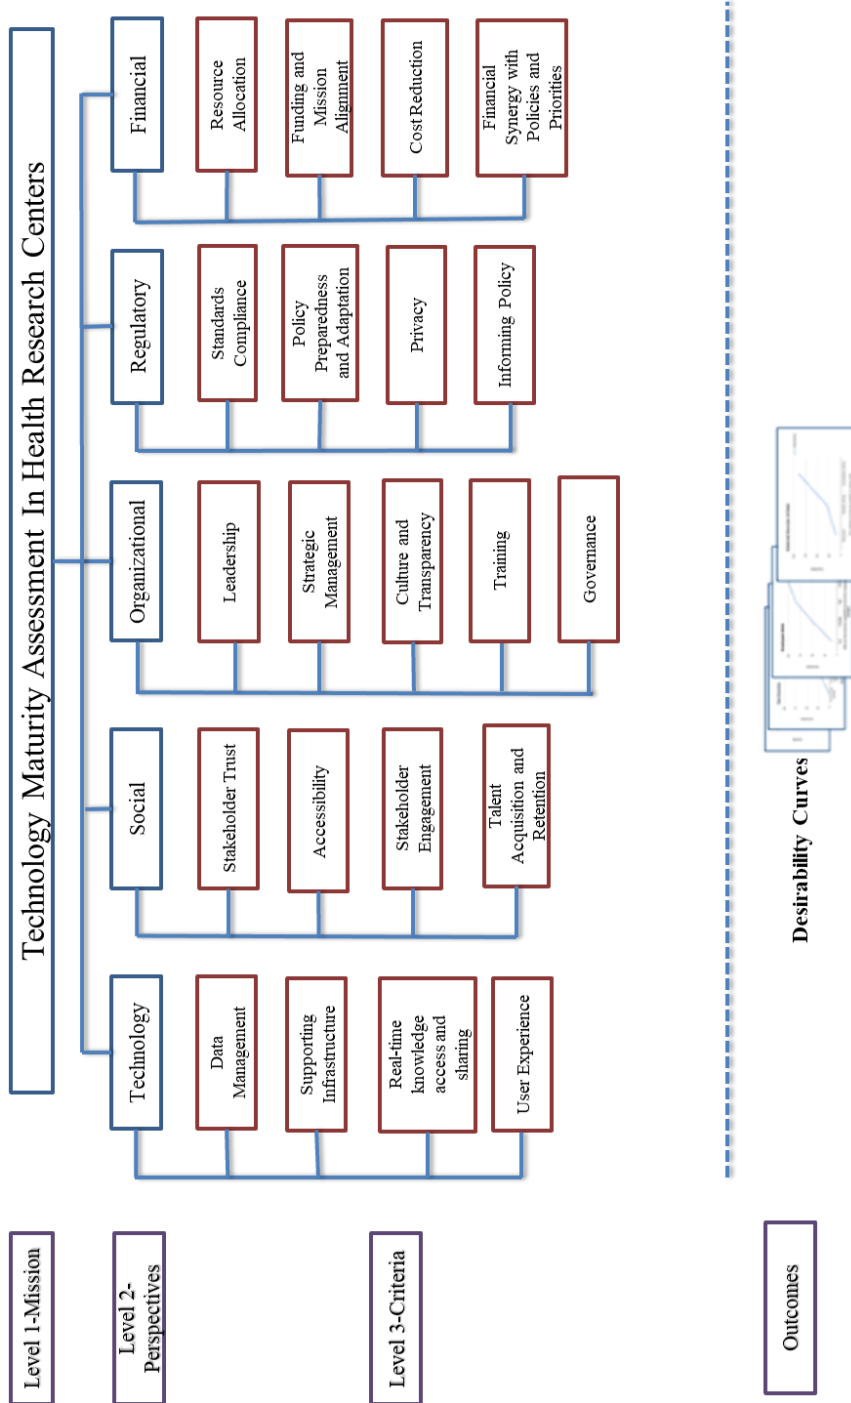 Level 1-Mission
Technology Maturity Assessment In Health Research Centers
Level 2-
Perspectives
Technology
Social
Organizational
Regulatory
Financial
Level 3-Criteria
Data
Management
Supporting
Infrastructure
Real-time
knowledge
access and
sharing
User Experience
Stakeholder Trust
Accessibility
Stakeholder
Engagement
Talent
Acquisition and
Retention
Leadership
Strategic
Management
Culture and
Transparency
Training
Governance
Standards
Compliance
Policy
Preparedness
and Adaptation
Privacy
Informing Policy
Resource
Allocation
Funding and
Mission
Alignment
Cost Reduction
Financial
Synergy with
Policies and
Priorities
Outcomes
Desirability Curves